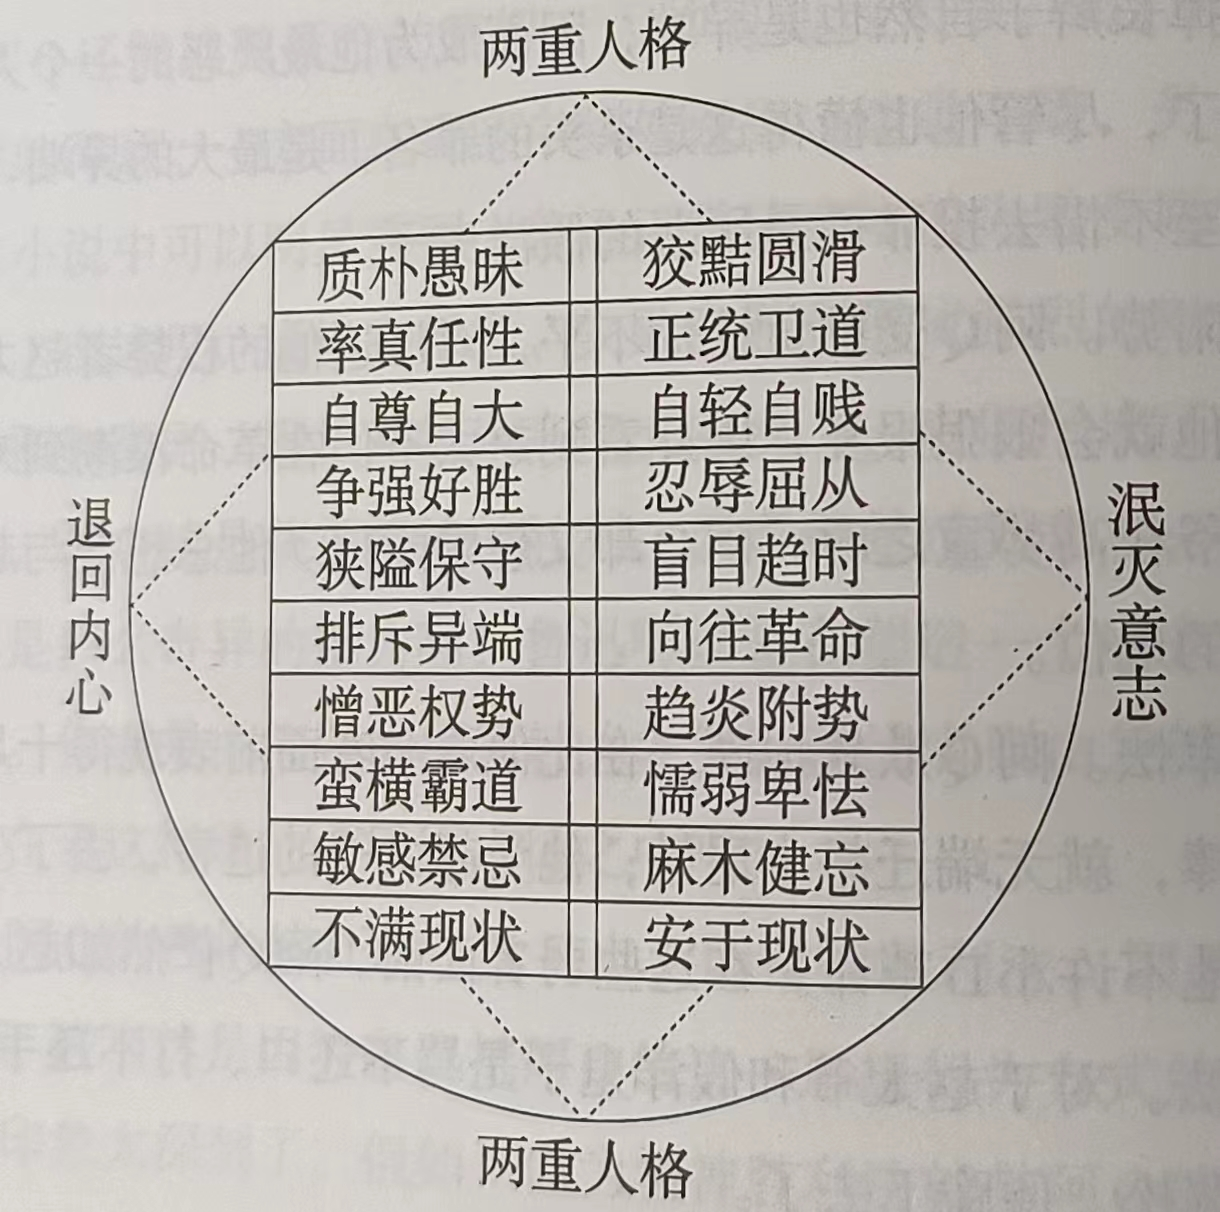 两重人格
质朴愚昧 狡黠圆滑
率真任性 正统卫道
自尊自大 自轻自贱
争强好胜 忍辱屈从
狭隘保守 盲目趋时
排斥异端 向往革命
憎恶权势 趋炎附势
蛮横霸道 懦弱卑怯
敏感禁忌 麻木健忘
不满现状 安于现状
退回内心
泯灭意志
两重人格